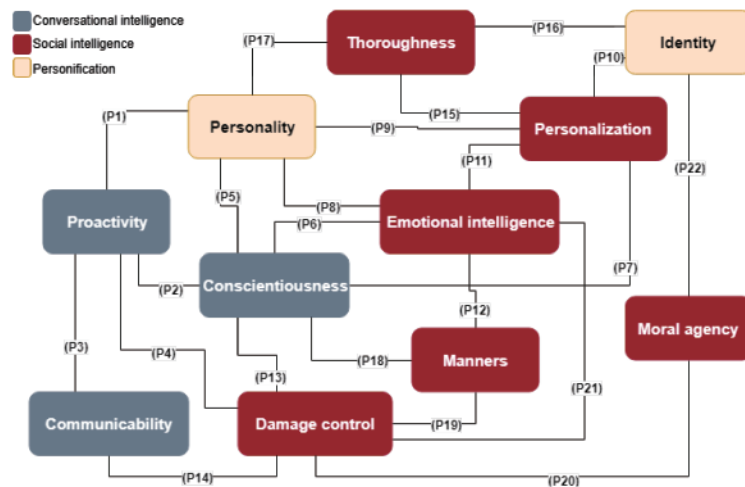 Conversational intelligence
Social intelligence
Personification
(P17)
Thoroughness
(P16)
Identity
(P10)
(P1)
Personality
(P9)
(P15)
Personalization
(P11)
(P22)
(P5)
(P8)
Proactivity
(P6)
Emotional intelligence
(P2)
Conscientiousness
(P7)
(P12)
(P3)
(P4)
(P13)
(P18)
Manners
Moral agency
(P21)
Communicability
Damage control
(P19)
(P14)
(P20)